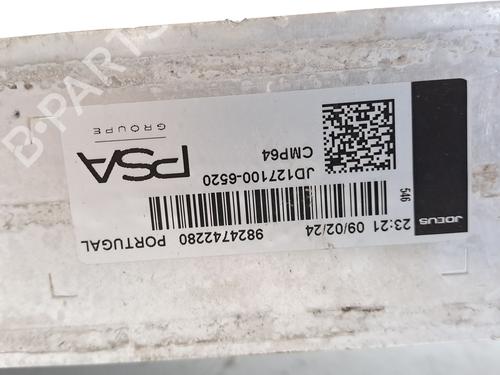 PSA
GROUPE
CMP64
JD127100-6520
546
9824742280 PORTUGAL
23:21 09/02/24
JDEUS
B-PARTS